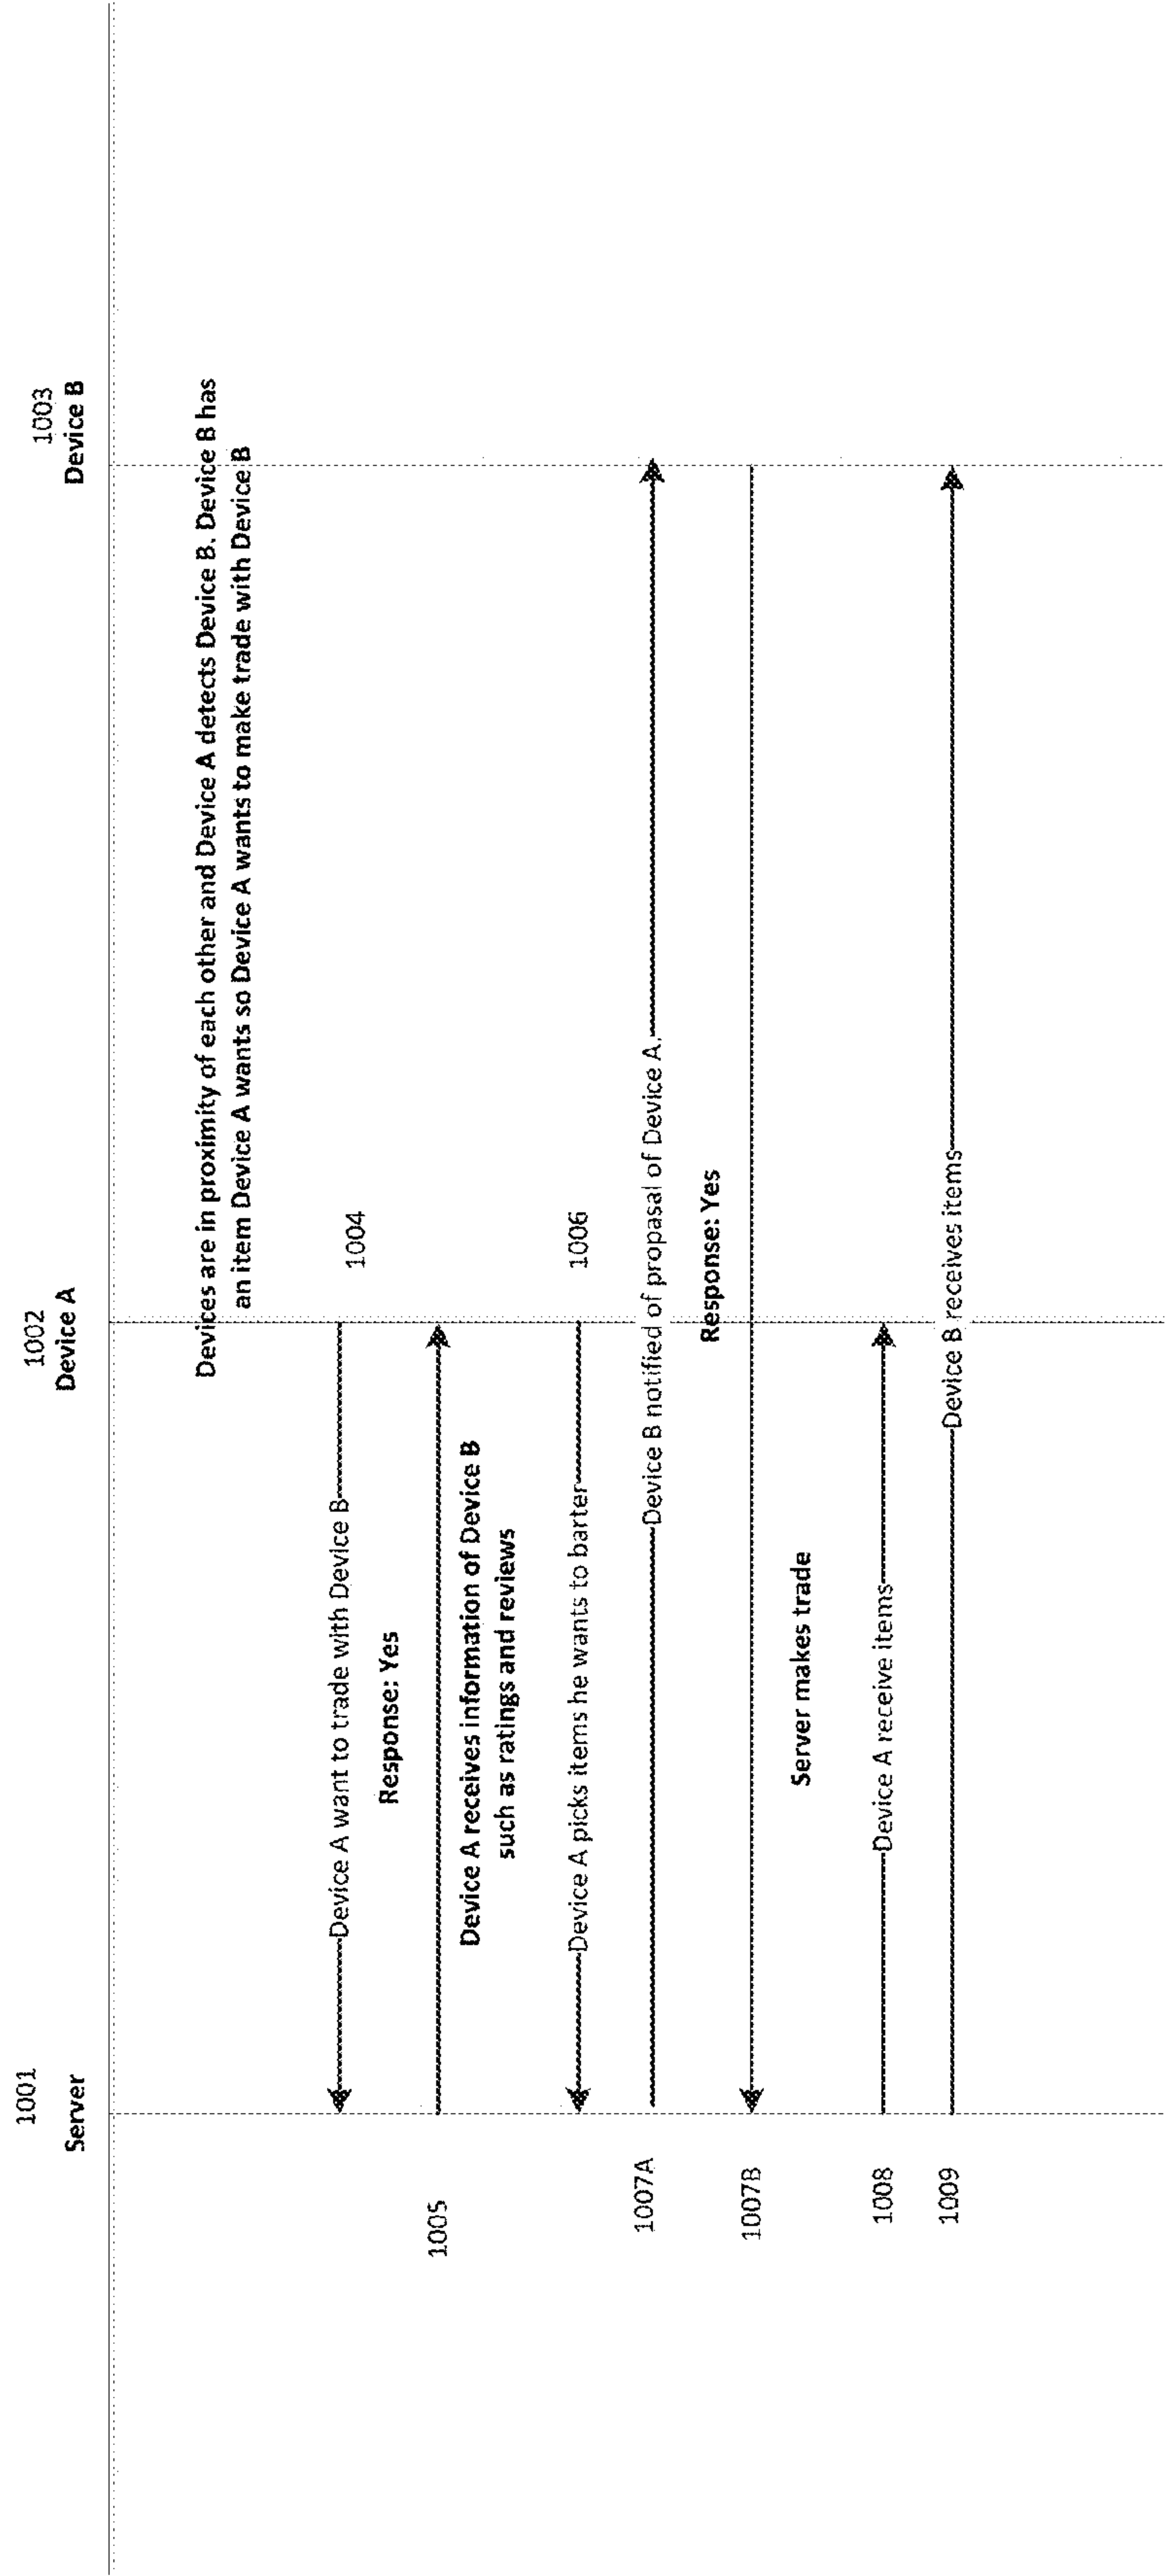 1001
Server
1002
Device A
1003
Device B
Devices are in proximity of each other and Device A detects Device B. Device B has
an item Device A wants so Device A wants to make trade with Device B
Device A want to trade with Device B
1004
Response: Yes
1005
Device A receives information of Device B
such as ratings and reviews
Device A picks items he wants to barter
1006
1007A
Device B notified of propasal of Device A.
Response: Yes
1007B
Server makes trade
1008
Device A receive items
1009
Device B receives items